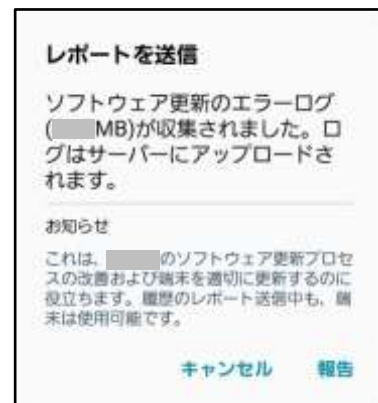 レポートを送信
ソフトウェア更新のエラーログ
( MB)が収集されました。ロ
グはサーバーにアップロードさ
れます。
お知らせ
これは、 のソフトウェア更新プロセ
スの改善および端末を適切に更新するのに
役立ちます。履歴のレポート送信中も、端
末は使用可能です。
キャンセル 報告